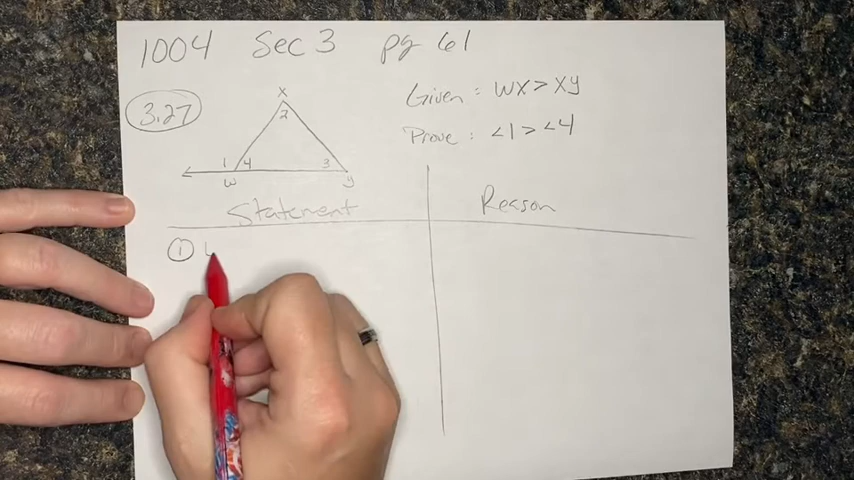 1004 Sec 3 pg 61
3.27
Given : WX > XY
Prove : <1 > <4
X
2
1 4 3
W Y
Statement Reason
①